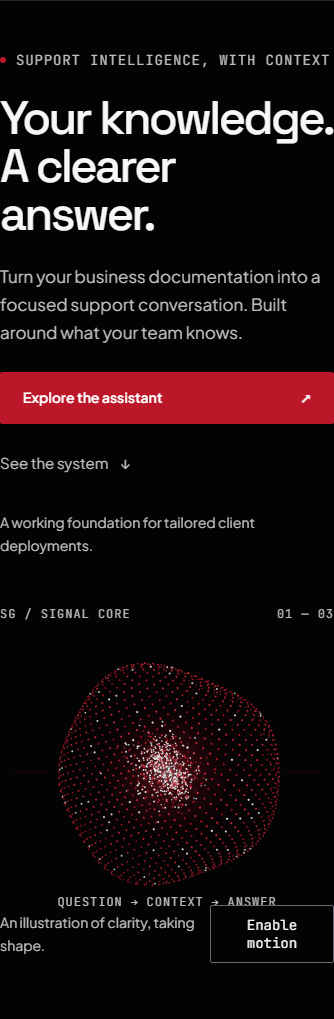 SUPPORT INTELLIGENCE, WITH CONTEXT
Your knowledge.
A clearer
answer.
Turn your business documentation into a
focused support conversation. Built
around what your team knows.
Explore the assistant ↗
See the system ↓
A working foundation for tailored client
deployments.
SG / SIGNAL CORE 01 — 03
QUESTION → CONTEXT → ANSWER
An illustration of clarity, taking
shape.
Enable
motion